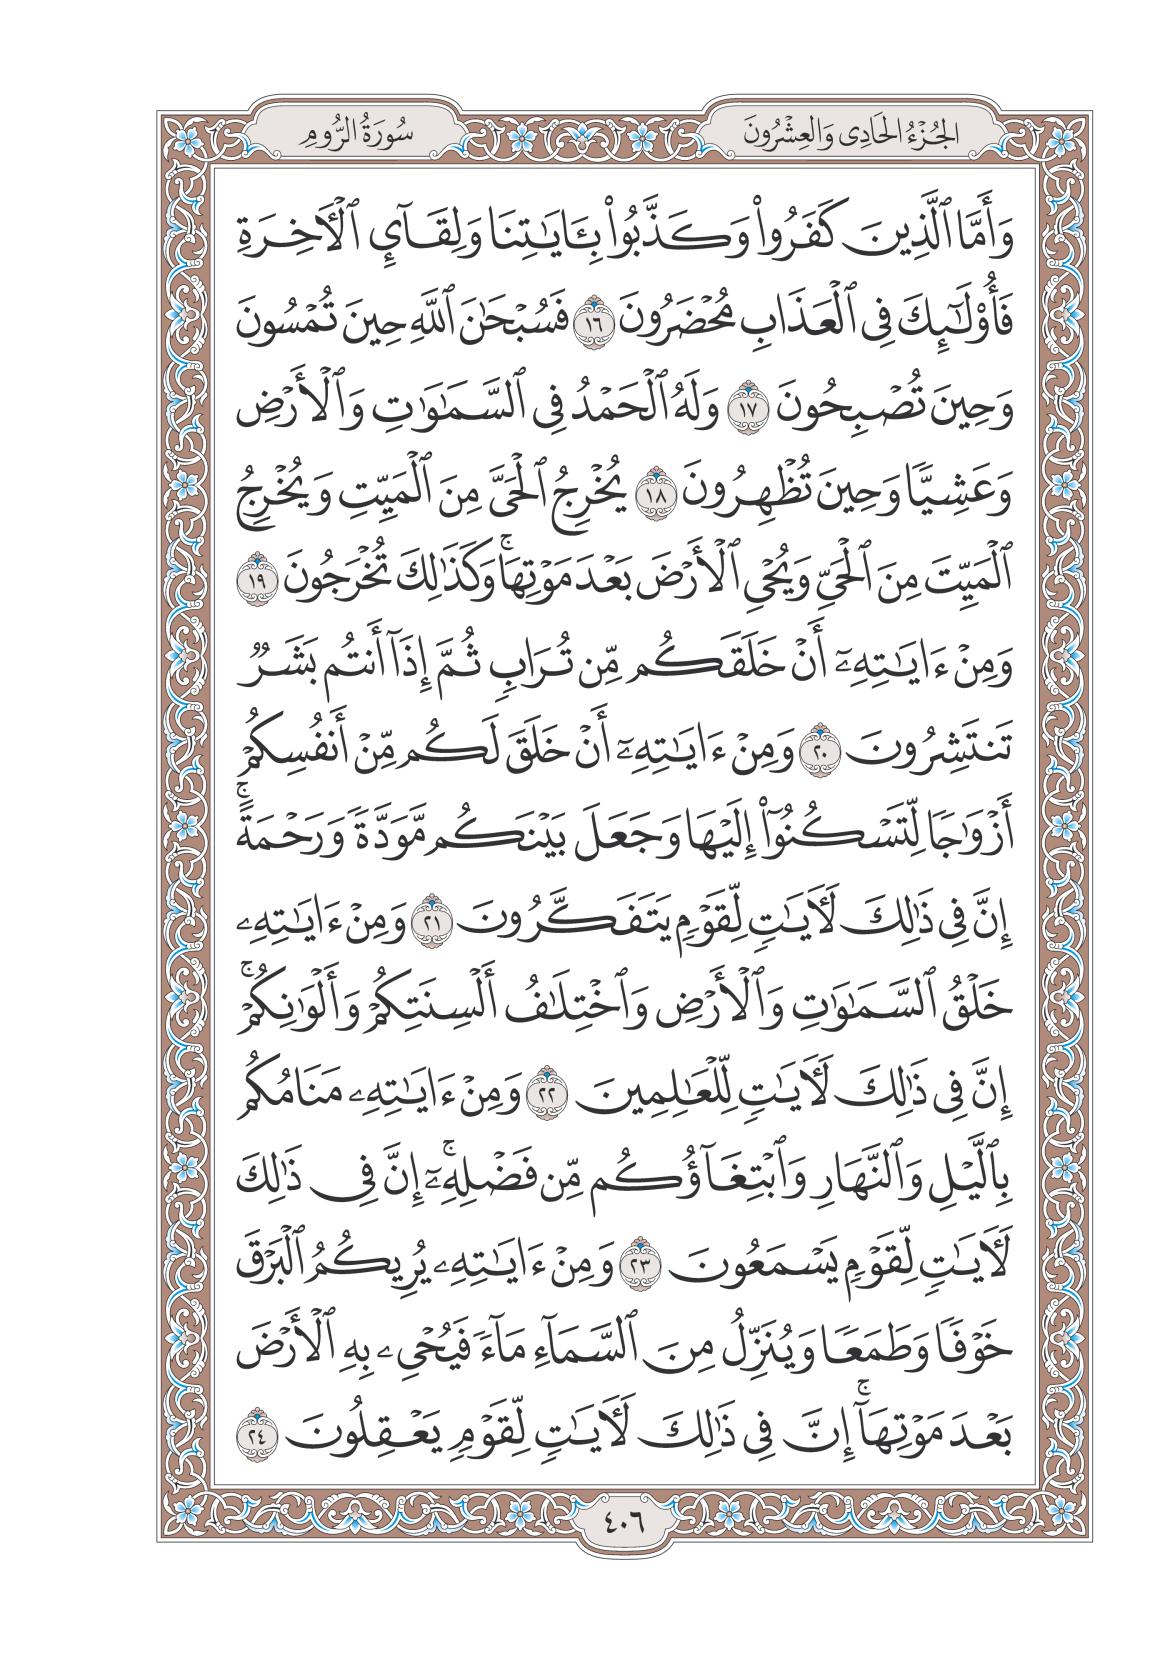 الجُزْءُ الحَادِى وَالعِشْرُونَ
سُورَةُ الرُّومِ
وَأَمَّا ٱلَّذِينَ كَفَرُواْ وَكَذَّبُواْ بِـَٔايَٰتِنَا وَلِقَآيِٕ ٱلْأَخِرَةِ
فَأُوْلَٰٓئِكَ فِى ٱلْعَذَابِ مُحْضَرُونَ ١٦ فَسُبْحَٰنَ ٱللَّهِ حِينَ تُمْسُونَ
وَحِينَ تُصْبِحُونَ ١٧ وَلَهُ ٱلْحَمْدُ فِى ٱلسَّمَٰوَٰتِ وَٱلْأَرْضِ
وَعَشِيًّا وَحِينَ تُظْهِرُونَ ١٨ يُخْرِجُ ٱلْحَىَّ مِنَ ٱلْمَيِّتِ وَيُخْرِجُ
ٱلْمَيِّتَ مِنَ ٱلْحَىِّ وَيُحْىِ ٱلْأَرْضَ بَعْدَ مَوْتِهَاۚ وَكَذَٰلِكَ تُخْرَجُونَ ١٩
وَمِنْ ءَايَٰتِهِۦٓ أَنْ خَلَقَكُم مِّن تُرَابٍ ثُمَّ إِذَآ أَنتُم بَشَرٌ
تَنتَشِرُونَ ٢٠ وَمِنْ ءَايَٰتِهِۦٓ أَنْ خَلَقَ لَكُم مِّنْ أَنفُسِكُمْ
أَزْوَٰجًا لِّتَسْكُنُوٓاْ إِلَيْهَا وَجَعَلَ بَيْنَكُم مَّوَدَّةً وَرَحْمَةًۚ
إِنَّ فِى ذَٰلِكَ لَأَيَٰتٍ لِّقَوْمٍ يَتَفَكَّرُونَ ٢١ وَمِنْ ءَايَٰتِهِۦ
خَلْقُ ٱلسَّمَٰوَٰتِ وَٱلْأَرْضِ وَٱخْتِلَٰفُ أَلْسِنَتِكُمْ وَأَلْوَٰنِكُمْۚ
إِنَّ فِى ذَٰلِكَ لَأَيَٰتٍ لِّلْعَٰلِمِينَ ٢٢ وَمِنْ ءَايَٰتِهِۦ مَنَامُكُم
بِٱلَّيْلِ وَٱلنَّهَارِ وَٱبْتِغَآؤُكُم مِّن فَضْلِهِۦٓۚ إِنَّ فِى ذَٰلِكَ
لَأَيَٰتٍ لِّقَوْمٍ يَسْمَعُونَ ٢٣ وَمِنْ ءَايَٰتِهِۦ يُرِيكُمُ ٱلْبَرْقَ
خَوْفًا وَطَمَعًا وَيُنَزِّلُ مِنَ ٱلسَّمَآءِ مَآءً فَيُحْىِۦ بِهِ ٱلْأَرْضَ
بَعْدَ مَوْتِهَآۚ إِنَّ فِى ذَٰلِكَ لَأَيَٰتٍ لِّقَوْمٍ يَعْقِلُونَ ٢٤
٤٠٦